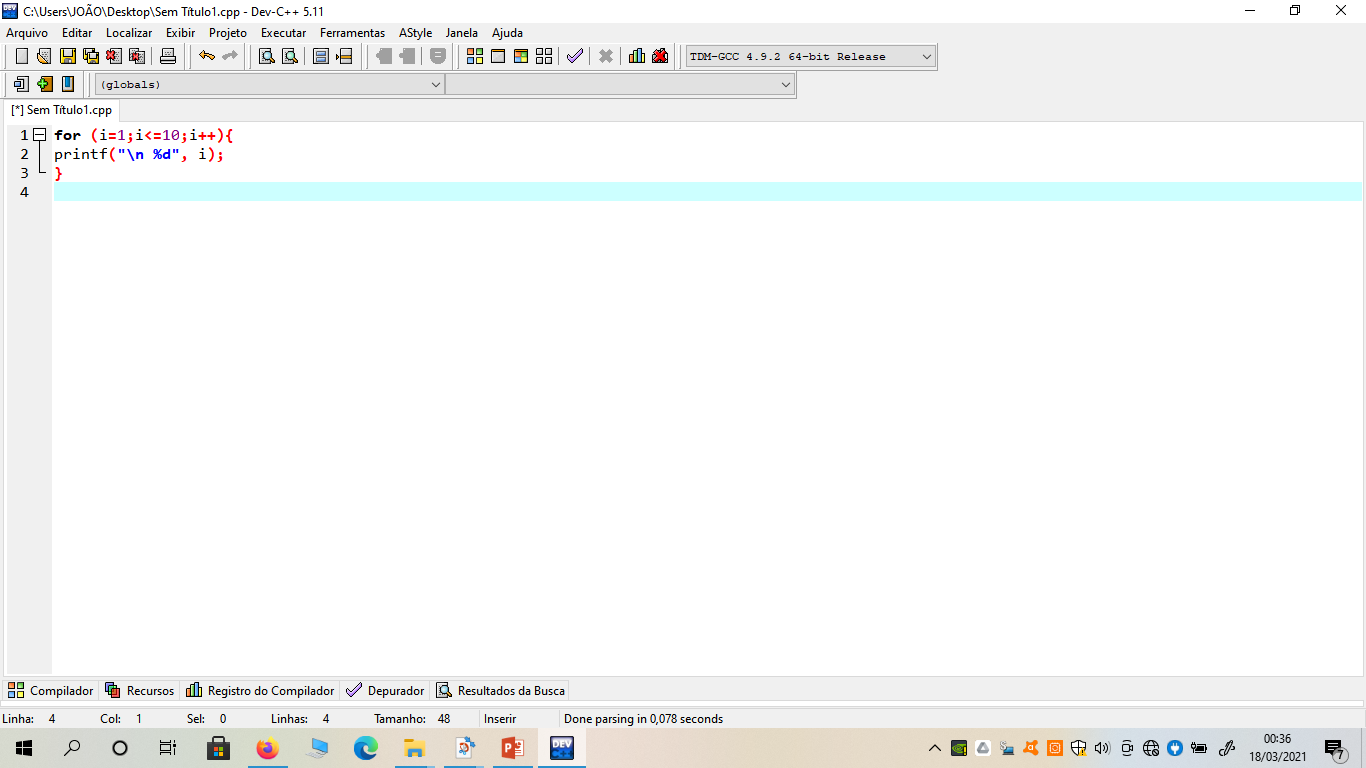 C:\Users\JOÃO\Desktop\Sem Título1.cpp - Dev-C++ 5.11
Arquivo Editar Localizar Exibir Projeto Executar Ferramentas AStyle Janela Ajuda
TDM-GCC 4.9.2 64-bit Release
(globals)
[*] Sem Título1.cpp
1 for (i=1;i<=10;i++){
2 printf("\n %d", i);
3 }
4
Compilador Recursos Registro do Compilador Depurador Resultados da Busca
Linha: 4 Col: 1 Sel: 0 Linhas: 4 Tamanho: 48 Inserir Done parsing in 0,078 seconds
DEV
00:36
18/03/2021
7